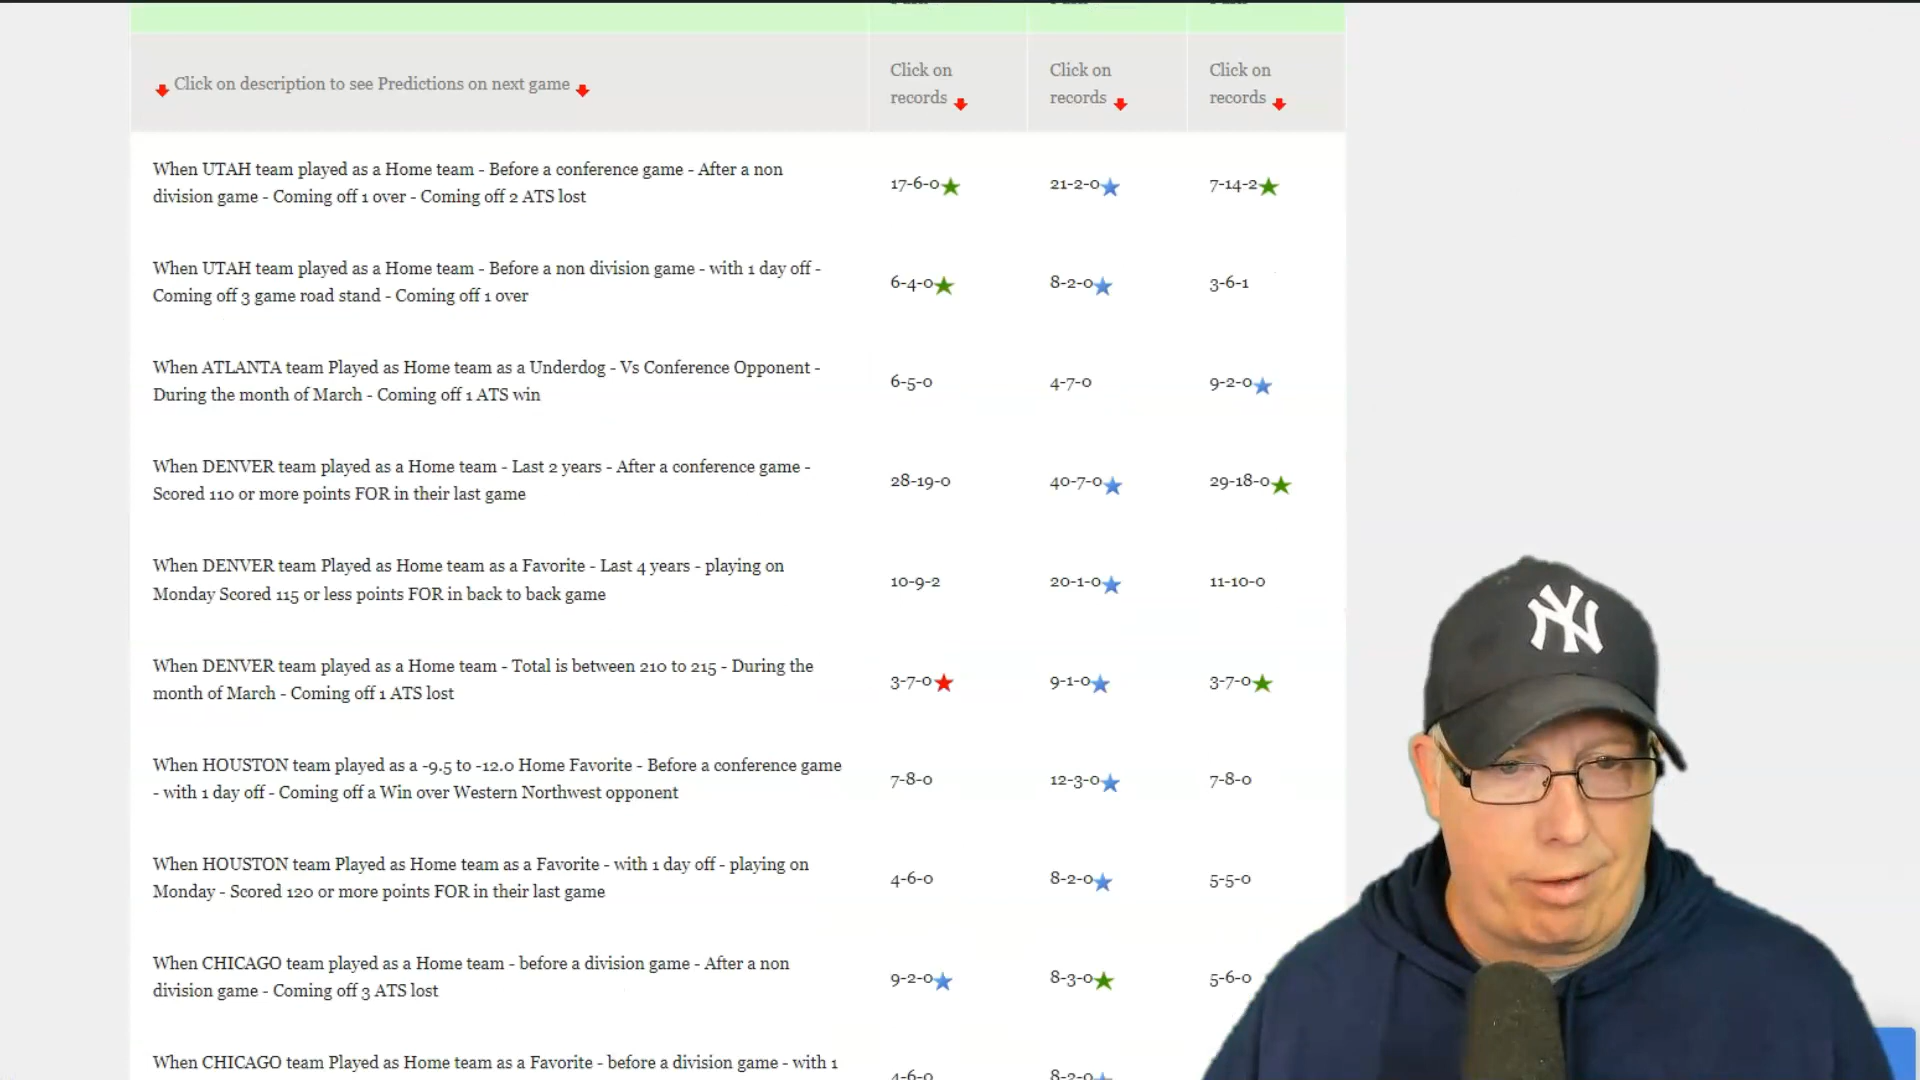 Click on description to see Predictions on next game
Click on
records
Click on
records
Click on
records
When UTAH team played as a Home team - Before a conference game - After a non
division game - Coming off 1 over - Coming off 2 ATS lost
17-6-0
21-2-0
7-14-2
When UTAH team played as a Home team - Before a non division game - with 1 day off -
Coming off 3 game road stand - Coming off 1 over
6-4-0
8-2-0
3-6-1
When ATLANTA team Played as Home team as a Underdog - Vs Conference Opponent -
During the month of March - Coming off 1 ATS win
6-5-0
4-7-0
9-2-0
When DENVER team played as a Home team - Last 2 years - After a conference game -
Scored 110 or more points FOR in their last game
28-19-0
40-7-0
29-18-0
When DENVER team Played as Home team as a Favorite - Last 4 years - playing on
Monday Scored 115 or less points FOR in back to back game
10-9-2
20-1-0
11-10-0
When DENVER team played as a Home team - Total is between 210 to 215 - During the
month of March - Coming off 1 ATS lost
3-7-0
9-1-0
3-7-0
When HOUSTON team played as a -9.5 to -12.0 Home Favorite - Before a conference game
- with 1 day off - Coming off a Win over Western Northwest opponent
7-8-0
12-3-0
7-8-0
When HOUSTON team Played as Home team as a Favorite - with 1 day off - playing on
Monday - Scored 120 or more points FOR in their last game
4-6-0
8-2-0
5-5-0
When CHICAGO team played as a Home team - before a division game - After a non
division game - Coming off 3 ATS lost
9-2-0
8-3-0
5-6-0
When CHICAGO team Played as Home team as a Favorite - before a division game - with 1
4-6-0
8-2-0
NY